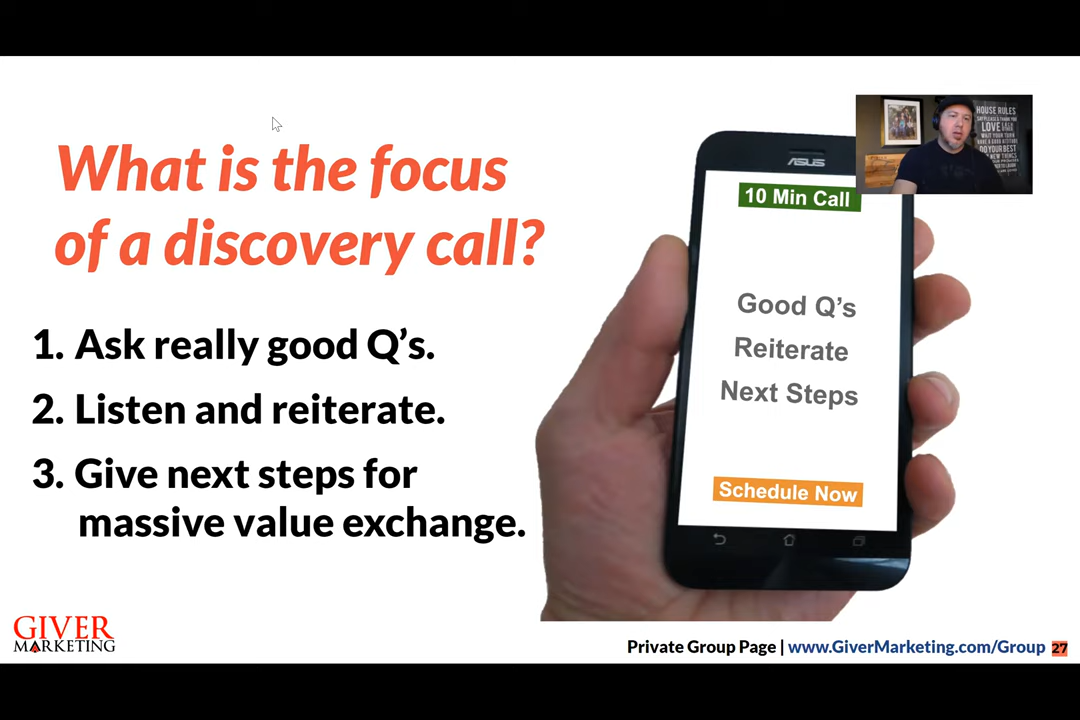 What is the focus
of a discovery call?
1. Ask really good Q’s.
2. Listen and reiterate.
3. Give next steps for
massive value exchange.
HOUSE RULES
LOVE
DO YOUR BEST
NEW THINGS
ASUS
10 Min Call
Good Q’s
Reiterate
Next Steps
Schedule Now
GIVER
MARKETING
Private Group Page | www.GiverMarketing.com/Group 27